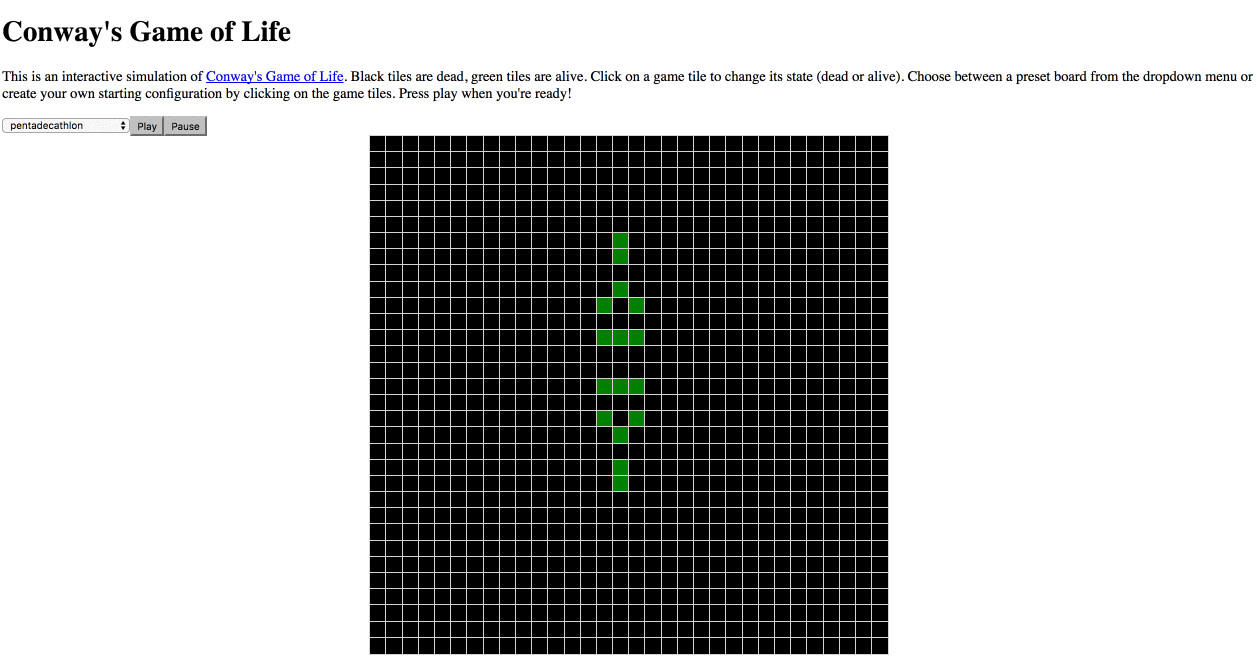 Conway's Game of Life
This is an interactive simulation of Conway's Game of Life. Black tiles are dead, green tiles are alive. Click on a game tile to change its state (dead or alive). Choose between a preset board from the dropdown menu or
create your own starting configuration by clicking on the game tiles. Press play when you're ready!
pentadecathlon Play Pause